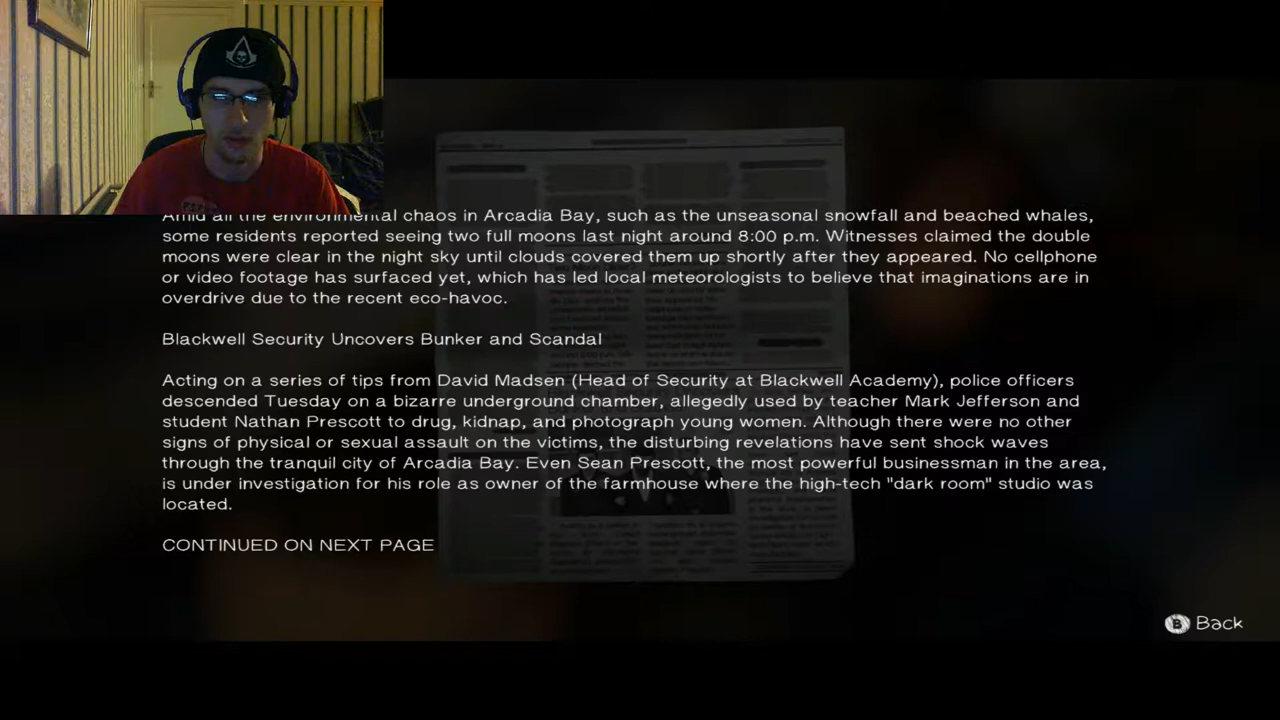 Amid all the environmental chaos in Arcadia Bay, such as the unseasonal snowfall and beached whales,
some residents reported seeing two full moons last night around 8:00 p.m. Witnesses claimed the double
moons were clear in the night sky until clouds covered them up shortly after they appeared. No cellphone
or video footage has surfaced yet, which has led local meteorologists to believe that imaginations are in
overdrive due to the recent eco-havoc.
Blackwell Security Uncovers Bunker and Scandal
Acting on a series of tips from David Madsen (Head of Security at Blackwell Academy), police officers
descended Tuesday on a bizarre underground chamber, allegedly used by teacher Mark Jefferson and
student Nathan Prescott to drug, kidnap, and photograph young women. Although there were no other
signs of physical or sexual assault on the victims, the disturbing revelations have sent shock waves
through the tranquil city of Arcadia Bay. Even Sean Prescott, the most powerful businessman in the area,
is under investigation for his role as owner of the farmhouse where the high-tech "dark room" studio was
located.
CONTINUED ON NEXT PAGE
B Back